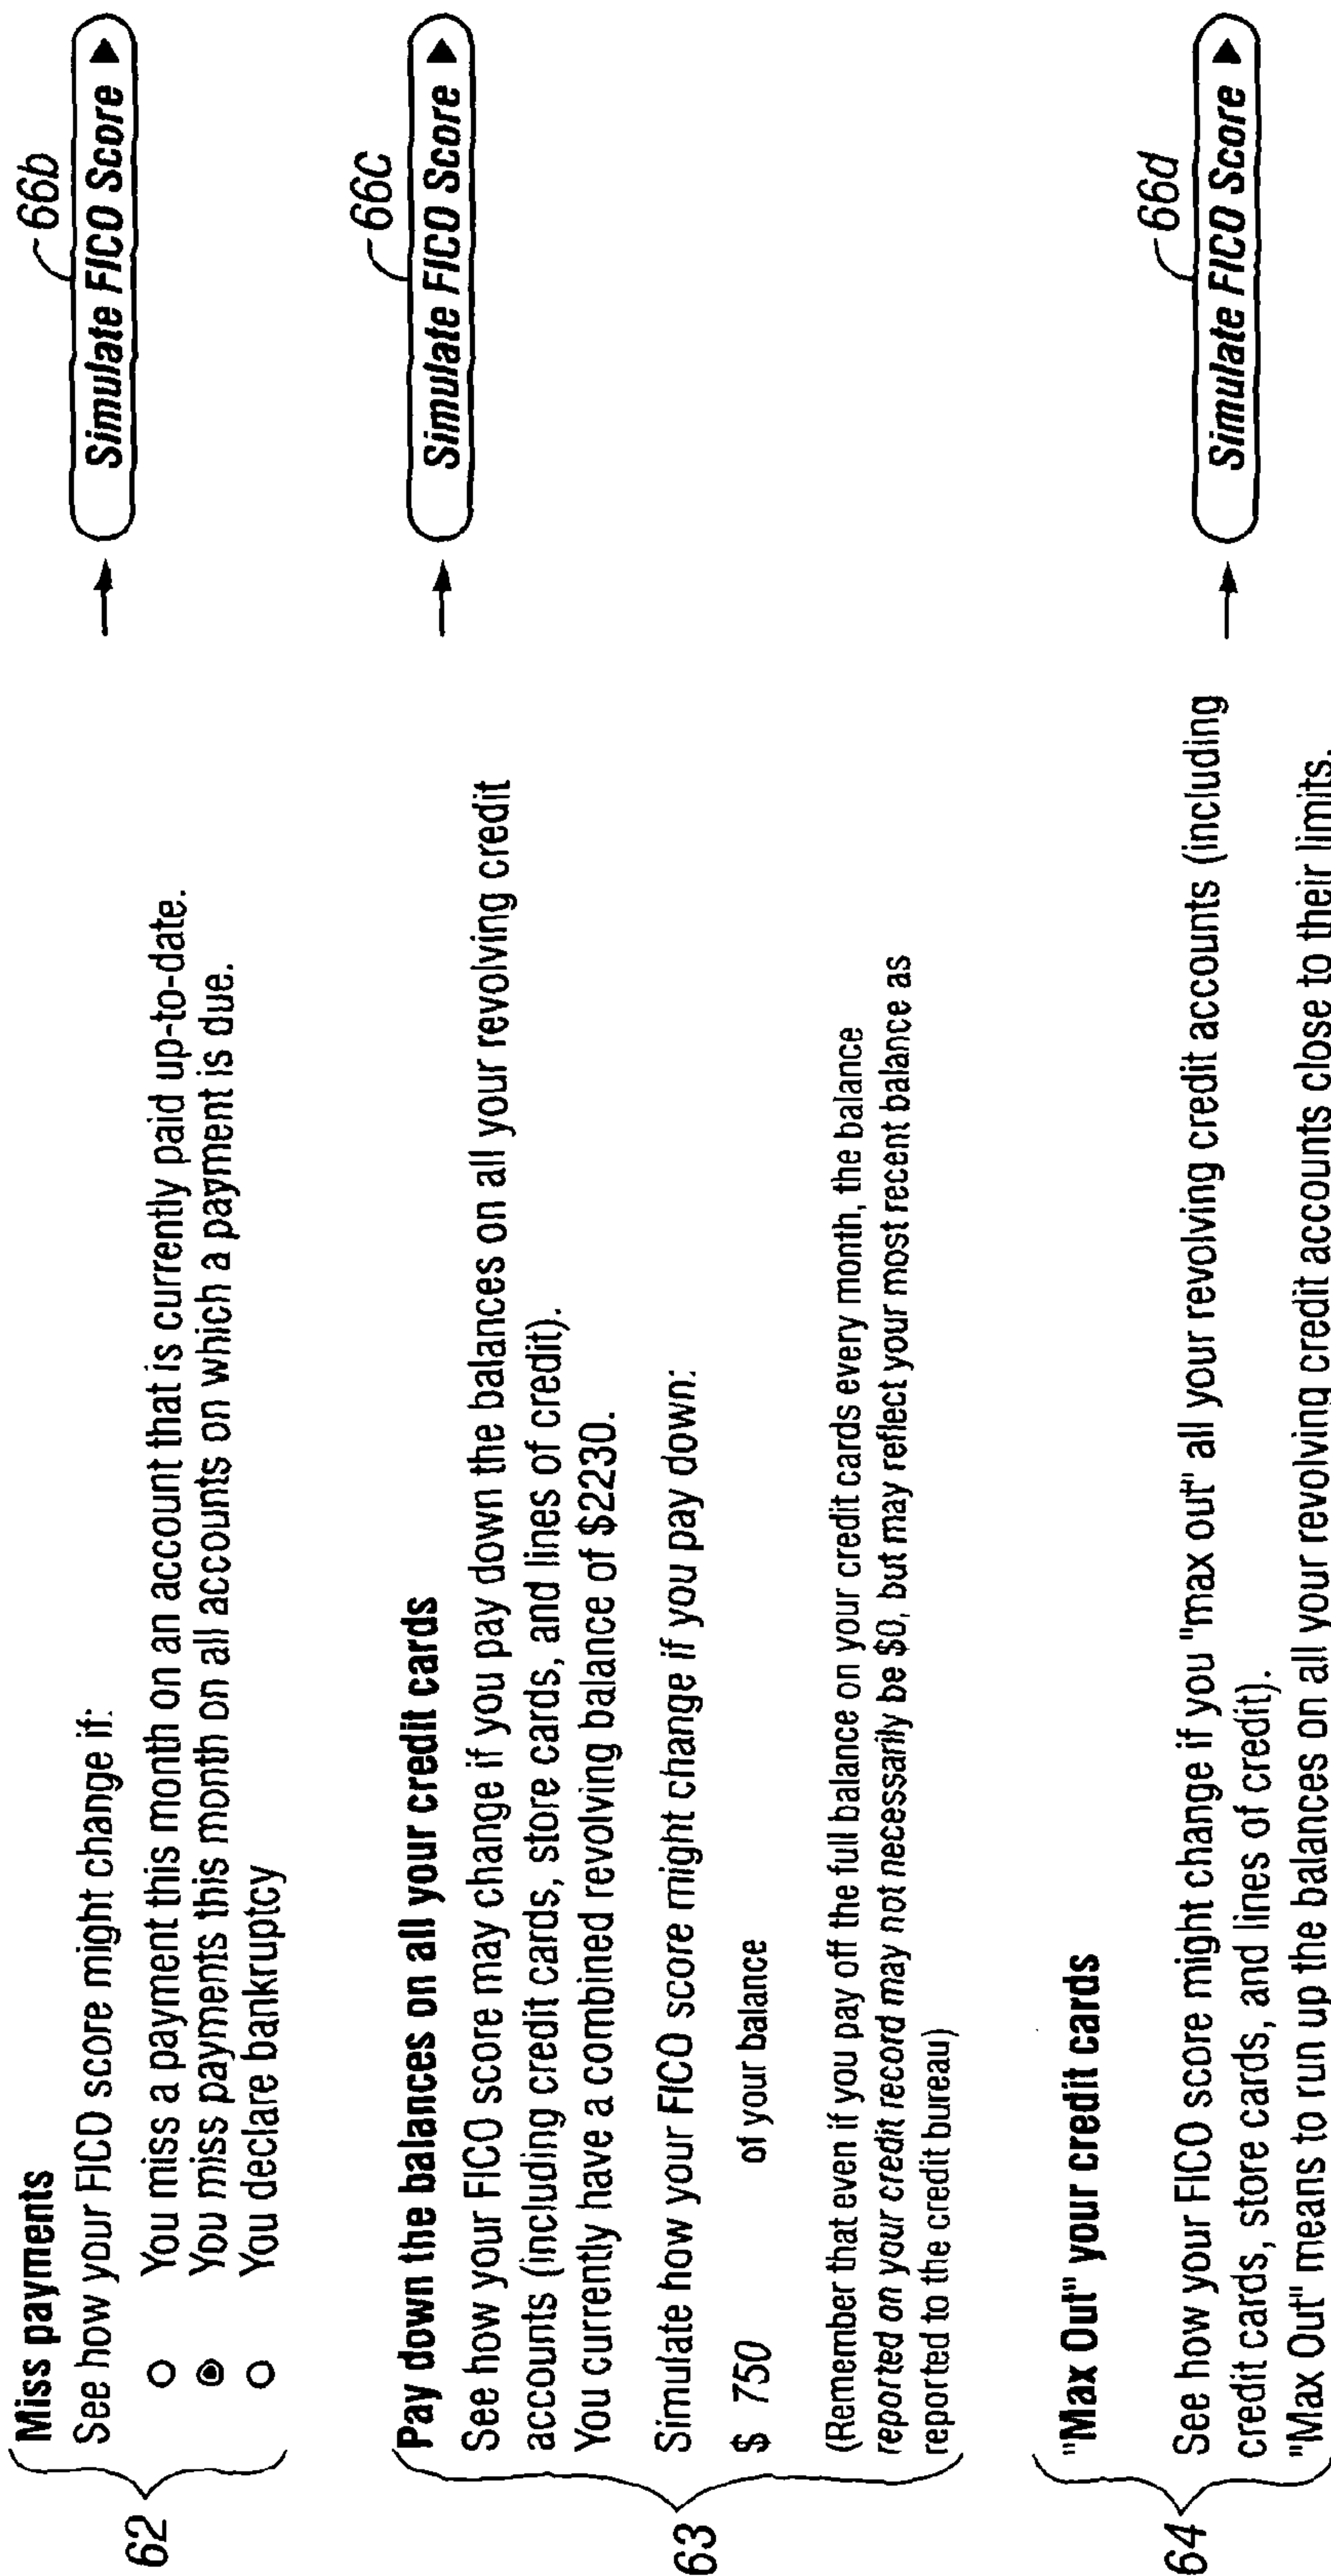 66b
Miss payments
Simulate FICO Score
See how your FICO score might change if:
62
You miss a payment this month on an account that is currently paid up-to-date.
You miss payments this month on all accounts on which a payment is due.
You declare bankruptcy
66c
Pay down the balances on all your credit cards
Simulate FICO Score
See how your FICO score may change if you pay down the balances on all your revolving credit
accounts (including credit cards, store cards, and lines of credit).
You currently have a combined revolving balance of $2230.
63
Simulate how your FICO score might change if you pay down:
$ 750 of your balance
(Remember that even if you pay off the full balance on your credit cards every month, the balance
reported on your credit record may not necessarily be $0, but may reflect your most recent balance as
reported to the credit bureau)
"Max Out" your credit cards
66d
64
See how your FICO score might change if you "max out" all your revolving credit accounts (including
Simulate FICO Score
credit cards, store cards, and lines of credit).
"Max Out" means to run up the balances on all your revolving credit accounts close to their limits.